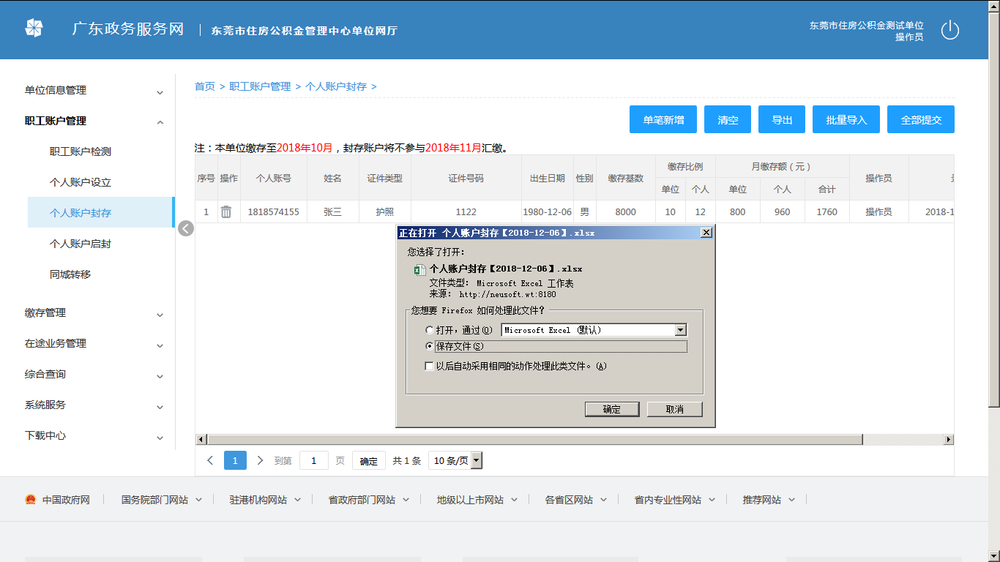 广东政务服务网 | 东莞市住房公积金管理中心单位网厅
东莞市住房公积金测试单位
操作员
单位信息管理
职工账户管理
职工账户检测
个人账户设立
个人账户封存
个人账户启封
同城转移
缴存管理
在途业务管理
综合查询
系统服务
下载中心
首页 > 职工账户管理 > 个人账户封存 >
单笔新增 清空 导出 批量导入 全部提交
注：本单位缴存至2018年10月，封存账户将不参与2018年11月汇缴。
序号 操作 个人账号 姓名 证件类型 证件号码 出生日期 性别 缴存基数 缴存比例 月缴存额（元） 操作员
单位 个人 单位 个人 合计
1 1818574155 张三 护照 1122 1980-12-06 男 8000 10 12 800 960 1760 操作员 2018-1
正在打开 个人账户封存【2018-12-06】.xlsx
您选择了打开：
个人账户封存【2018-12-06】.xlsx
文件类型： Microsoft Excel 工作表
来源： http://neusoft.wt:8180
您想要 Firefox 如何处理此文件？
打开，通过(O) Microsoft Excel (默认)
保存文件(S)
以后自动采用相同的动作处理此类文件。(A)
确定 取消
1 到第 1 页 确定 共 1 条 10 条/页
中国政府网 国务院部门网站 驻港机构网站 省政府部门网站 地级以上市网站 各省区网站 省内专业性网站 推荐网站